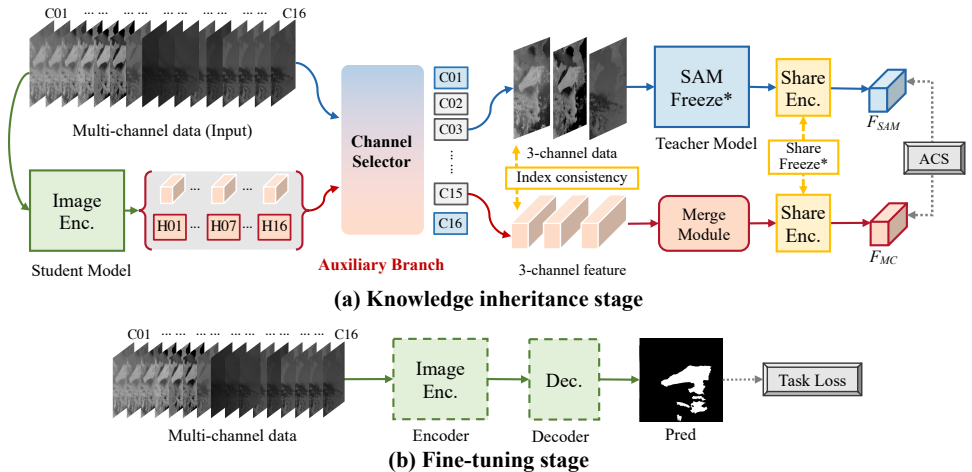 C01 ... ... ... ... C16
Multi-channel data (Input)
Image
Enc.
Student Model
... ...
H01 ... H07 ... H16
Channel
Selector
Auxiliary Branch
C01
C02
C03
......
C15
C16
3-channel data
Index consistency
3-channel feature
SAM
Freeze*
Teacher Model
Merge
Module
Share
Enc.
Share
Freeze*
Share
Enc.
F_SAM
ACS
F_MC
(a) Knowledge inheritance stage
C01 ... ... ... ... ... C16
Multi-channel data
Image
Enc.
Encoder
Dec.
Decoder
Pred
Task Loss
(b) Fine-tuning stage